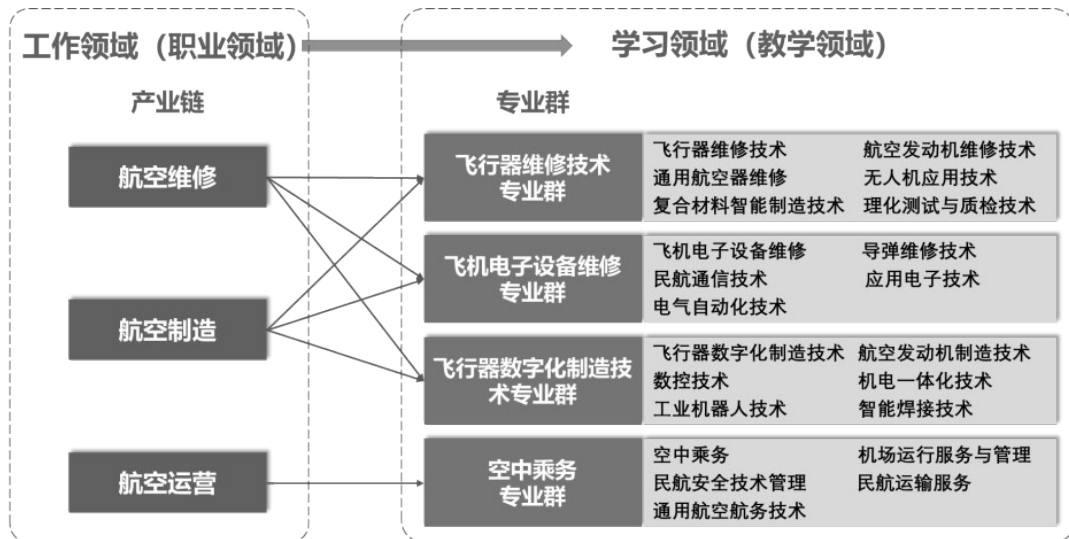 工作领域（职业领域）
学习领域（教学领域）
产业链
专业群
航空维修
航空制造
航空运营
飞行器维修技术
专业群
飞行器维修技术 航空发动机维修技术
通用航空器维修 无人机应用技术
复合材料智能制造技术 理化测试与质检技术
飞机电子设备维修
专业群
飞机电子设备维修 导弹维修技术
民航通信技术 应用电子技术
电气自动化技术
飞行器数字化制造技
术专业群
飞行器数字化制造技术 航空发动机制造技术
数控技术 机电一体化技术
工业机器人技术 智能焊接技术
空中乘务
专业群
空中乘务 机场运行服务与管理
民航安全技术管理 民航运输服务
通用航空航务技术